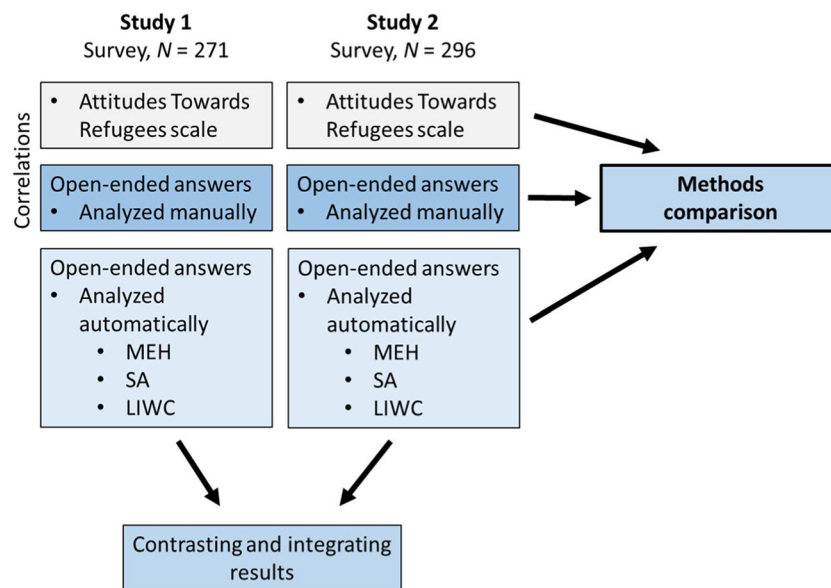 Study 1
Survey, N = 271
Study 2
Survey, N = 296
Correlations
• Attitudes Towards
Refugees scale
• Attitudes Towards
Refugees scale
Open-ended answers
• Analyzed manually
Open-ended answers
• Analyzed manually
Methods
comparison
Open-ended answers
• Analyzed
automatically
• MEH
• SA
• LIWC
Open-ended answers
• Analyzed
automatically
• MEH
• SA
• LIWC
Contrasting and integrating
results